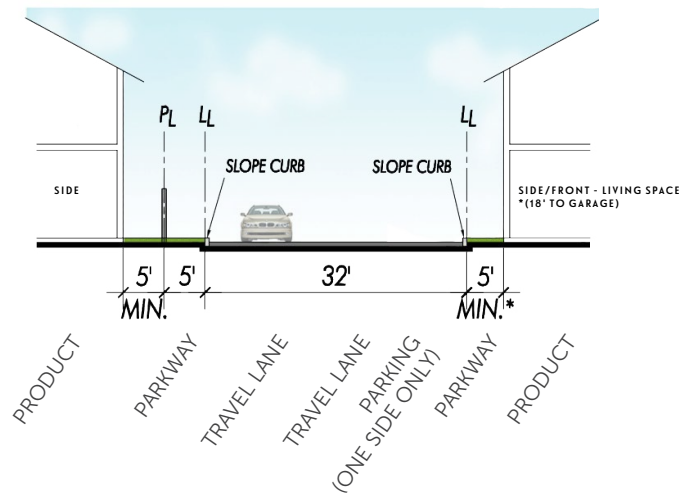 PL
LL
LL
SLOPE CURB
SLOPE CURB
SIDE
SIDE/FRONT - LIVING SPACE
*(18' TO GARAGE)
5'
5'
32'
5'
MIN.
MIN.*
PRODUCT
PARKWAY
TRAVEL LANE
TRAVEL LANE
PARKING
(ONE SIDE ONLY)
PARKWAY
PRODUCT